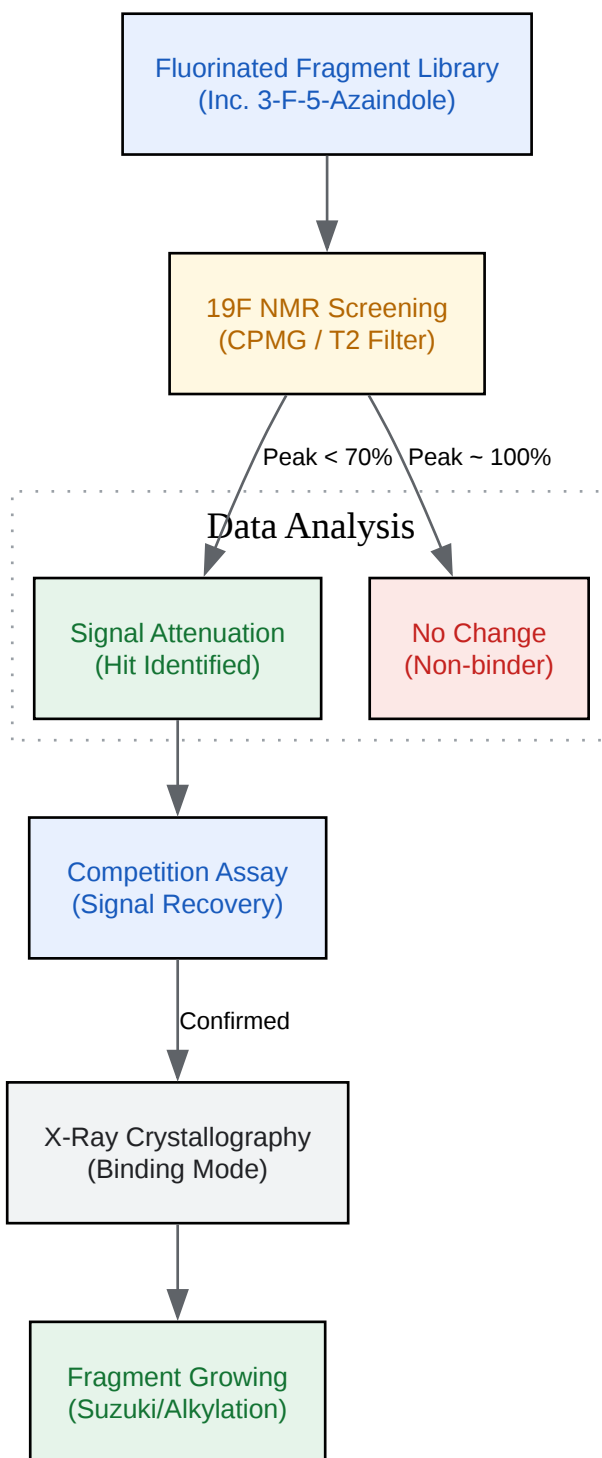 Fluorinated Fragment Library
(Inc. 3-F-5-Azaindole)
19F NMR Screening
(CPMG / T2 Filter)
Peak < 70%
Peak ~ 100%
Data Analysis
Signal Attenuation
(Hit Identified)
No Change
(Non-binder)
Competition Assay
(Signal Recovery)
Confirmed
X-Ray Crystallography
(Binding Mode)
Fragment Growing
(Suzuki/Alkylation)